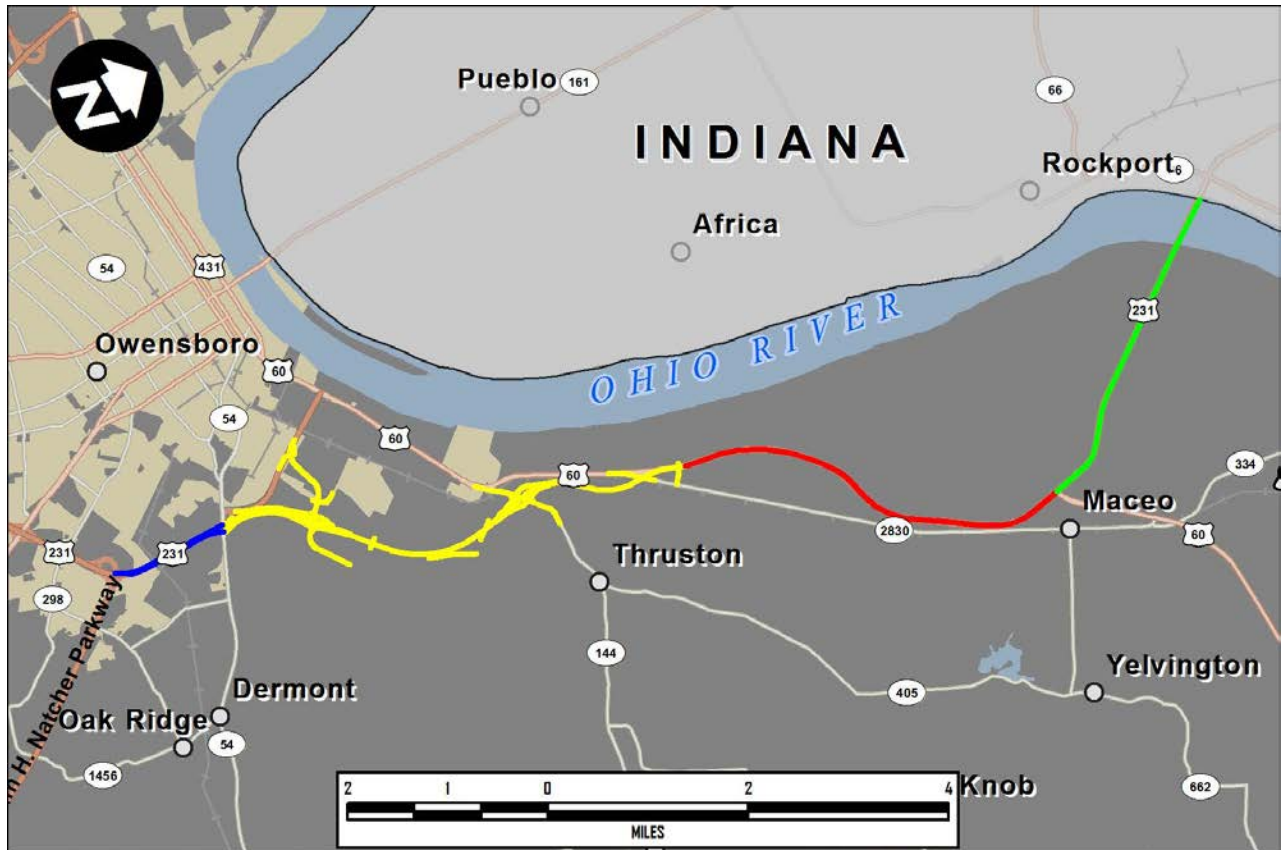 N
Pueblo
161
66
INDIANA
Rockport
6
54
431
Africa
231
OHIO RIVER
Owensboro
60
54
60
60
334
2830
Maceo
60
231
231
298
Thruston
144
405
Yelvington
Dermont
Oak Ridge
54
1456
H. Natcher Parkway
662
Knob
2 1 0 2 4
MILES